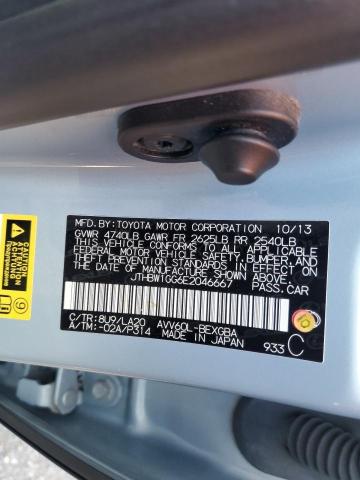 MFD. BY: TOYOTA MOTOR CORPORATION 10/13
GVWR 4740LB GAWR FR 2625LB RR 2540LB
THIS VEHICLE CONFORMS TO ALL APPLICABLE
FEDERAL MOTOR VEHICLE SAFETY, BUMPER, AND
THEFT PREVENTION STANDARDS IN EFFECT ON
THE DATE OF MANUFACTURE SHOWN ABOVE.
JTHBW1GG6E2046667 PASS.CAR
C/TR: 8U9/LA20 AVV60L-BEXGBA
A/TM: -02A/P314 MADE IN JAPAN 933 C